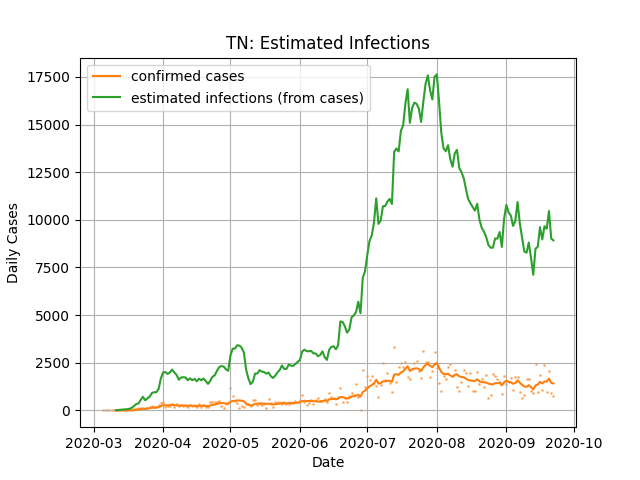 TN: Estimated Infections
confirmed cases
estimated infections (from cases)
17500
15000
12500
10000
7500
5000
2500
0
Daily Cases
2020-03 2020-04 2020-05 2020-06 2020-07 2020-08 2020-09 2020-10
Date